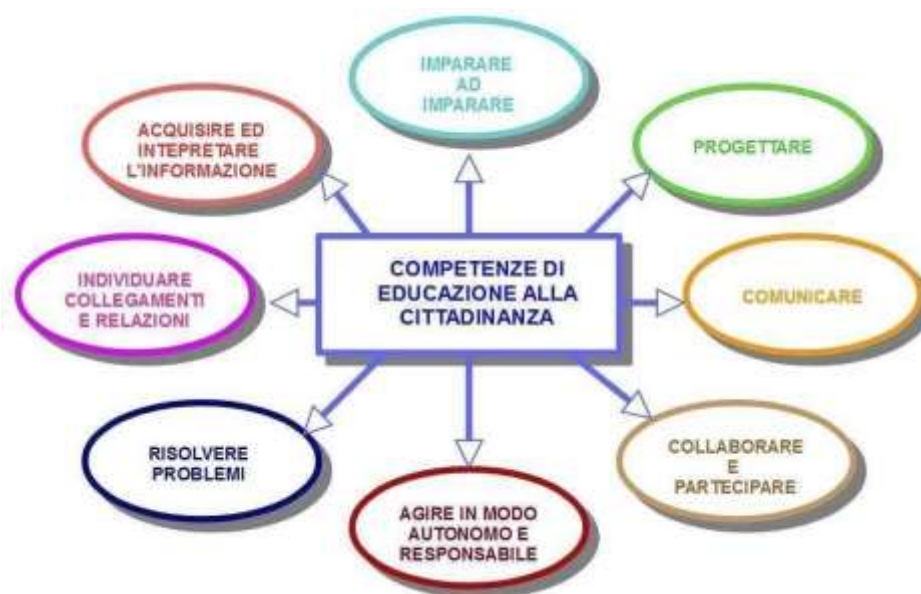 IMPARARE
AD
IMPARARE
ACQUISIRE ED
INTEPRETARE
L'INFORMAZIONE
PROGETTARE
INDIVIDUARE
COLLEGAMENTI
E RELAZIONI
COMPETENZE DI
EDUCAZIONE ALLA
CITTADINANZA
COMUNICARE
RISOLVERE
PROBLEMI
COLLABORARE
E
PARTECIPARE
AGIRE IN MODO
AUTONOMO E
RESPONSABILE